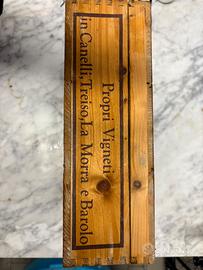 Propri Vigneti
in Canelli, Treiso, La Morra e Barolo